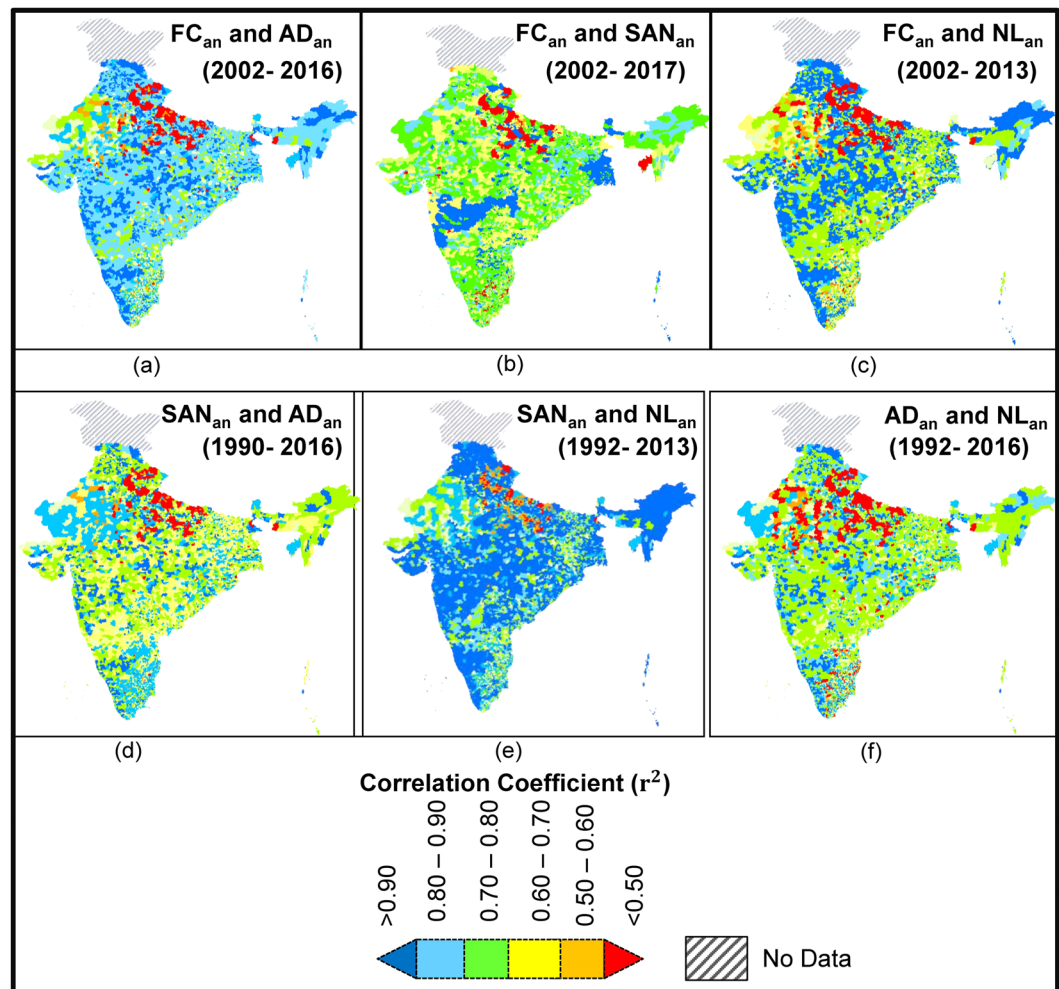 FCan and ADan
(2002- 2016)
FCan and SANan
(2002- 2017)
FCan and NLan
(2002- 2013)
(a)
(b)
(c)
SANan and ADan
(1990- 2016)
SANan and NLan
(1992- 2013)
ADan and NLan
(1992- 2016)
(d)
(e)
(f)
Correlation Coefficient (r²)
>0.90
0.80 – 0.90
0.70 – 0.80
0.60 – 0.70
0.50 – 0.60
<0.50
No Data